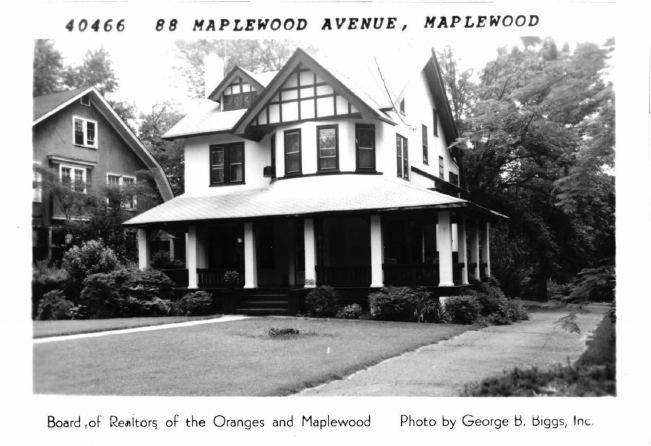 40466 88 MAPLEWOOD AVENUE, MAPLEWOOD
Board of Realtors of the Oranges and Maplewood Photo by George B. Biggs, Inc.